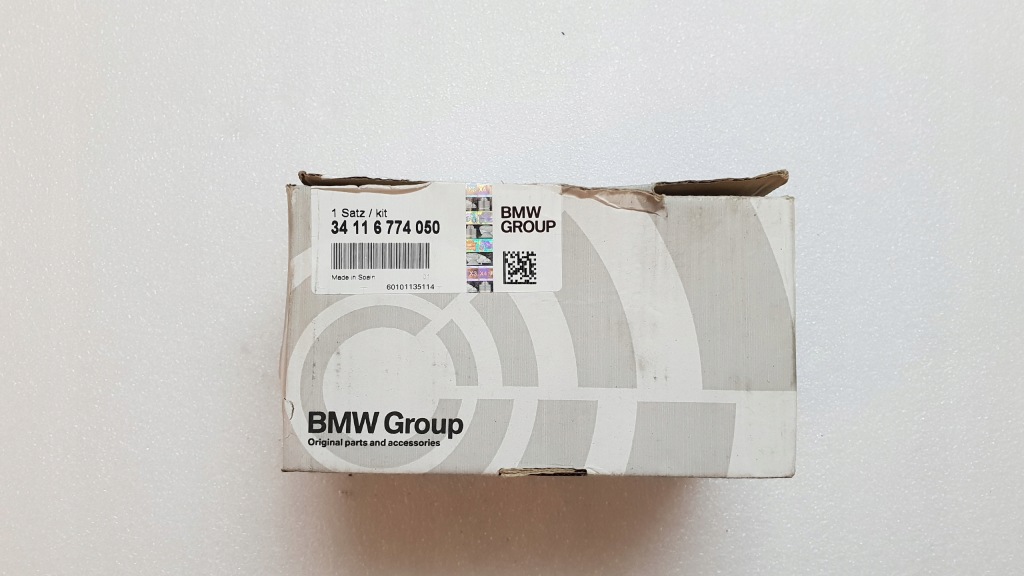 1 Satz / kit
34 11 6 774 050
Made in Spain
60101135114
BMW
GROUP
BMW Group
Original parts and accessories